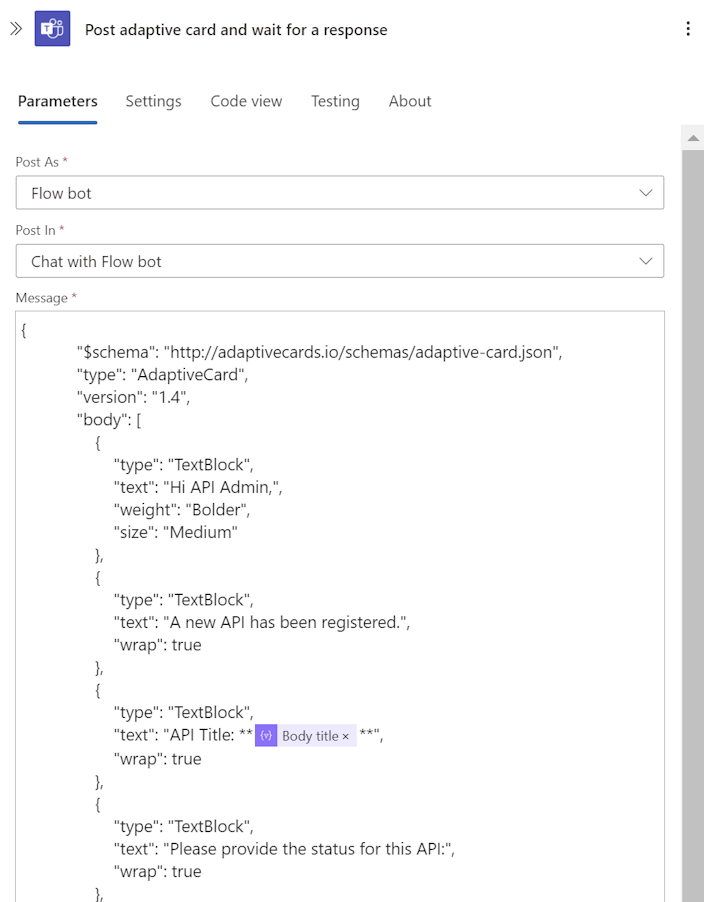 Post adaptive card and wait for a response
Parameters Settings Code view Testing About
Post As *
Flow bot
Post In *
Chat with Flow bot
Message *
{
"$schema": "http://adaptivecards.io/schemas/adaptive-card.json",
"type": "AdaptiveCard",
"version": "1.4",
"body": [
{
"type": "TextBlock",
"text": "Hi API Admin,",
"weight": "Bolder",
"size": "Medium"
},
{
"type": "TextBlock",
"text": "A new API has been registered.",
"wrap": true
},
{
"type": "TextBlock",
"text": "API Title: ** {v} Body title × **",
"wrap": true
},
{
"type": "TextBlock",
"text": "Please provide the status for this API:",
"wrap": true
},